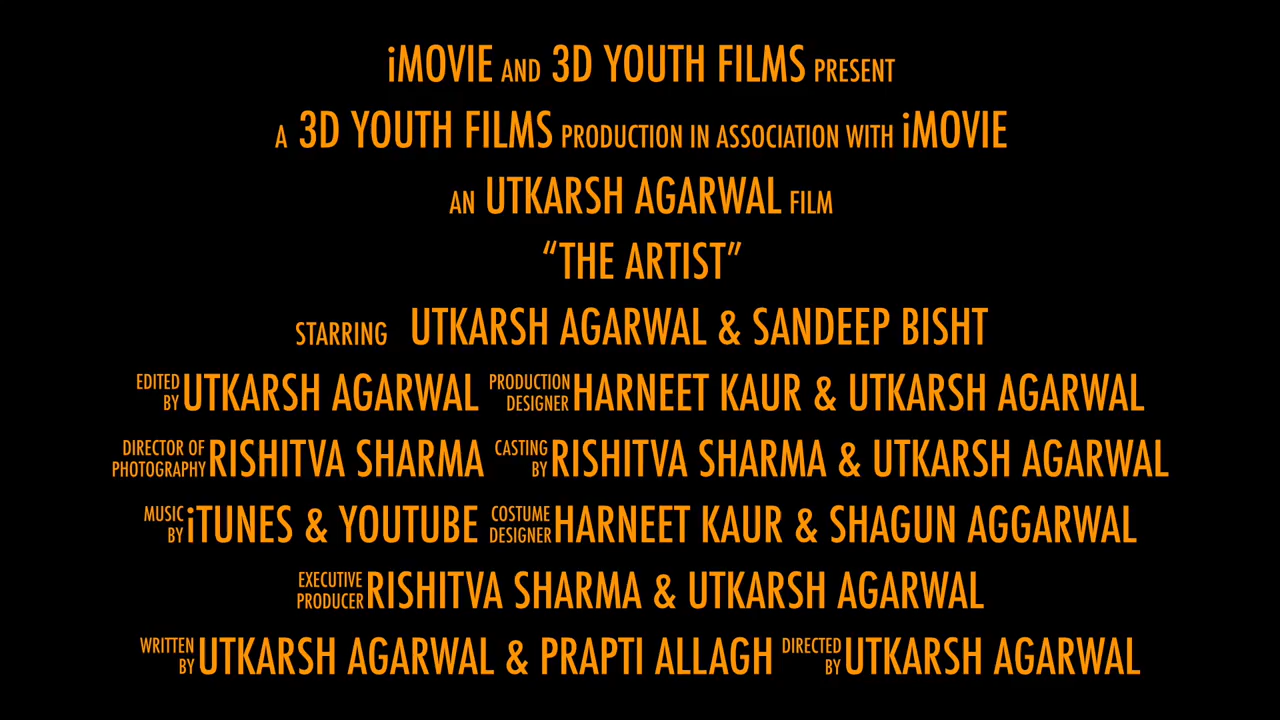 iMOVIE AND 3D YOUTH FILMS PRESENT
A 3D YOUTH FILMS PRODUCTION IN ASSOCIATION WITH iMOVIE
AN UTKARSH AGARWAL FILM
“THE ARTIST”
STARRING UTKARSH AGARWAL & SANDEEP BISHT
EDITED BY UTKARSH AGARWAL PRODUCTION DESIGNER HARNEET KAUR & UTKARSH AGARWAL
DIRECTOR OF PHOTOGRAPHY RISHITVA SHARMA CASTING BY RISHITVA SHARMA & UTKARSH AGARWAL
MUSIC BY iTUNES & YOUTUBE COSTUME DESIGNER HARNEET KAUR & SHAGUN AGGARWAL
EXECUTIVE PRODUCER RISHITVA SHARMA & UTKARSH AGARWAL
WRITTEN BY UTKARSH AGARWAL & PRAPTI ALLAGH DIRECTED BY UTKARSH AGARWAL